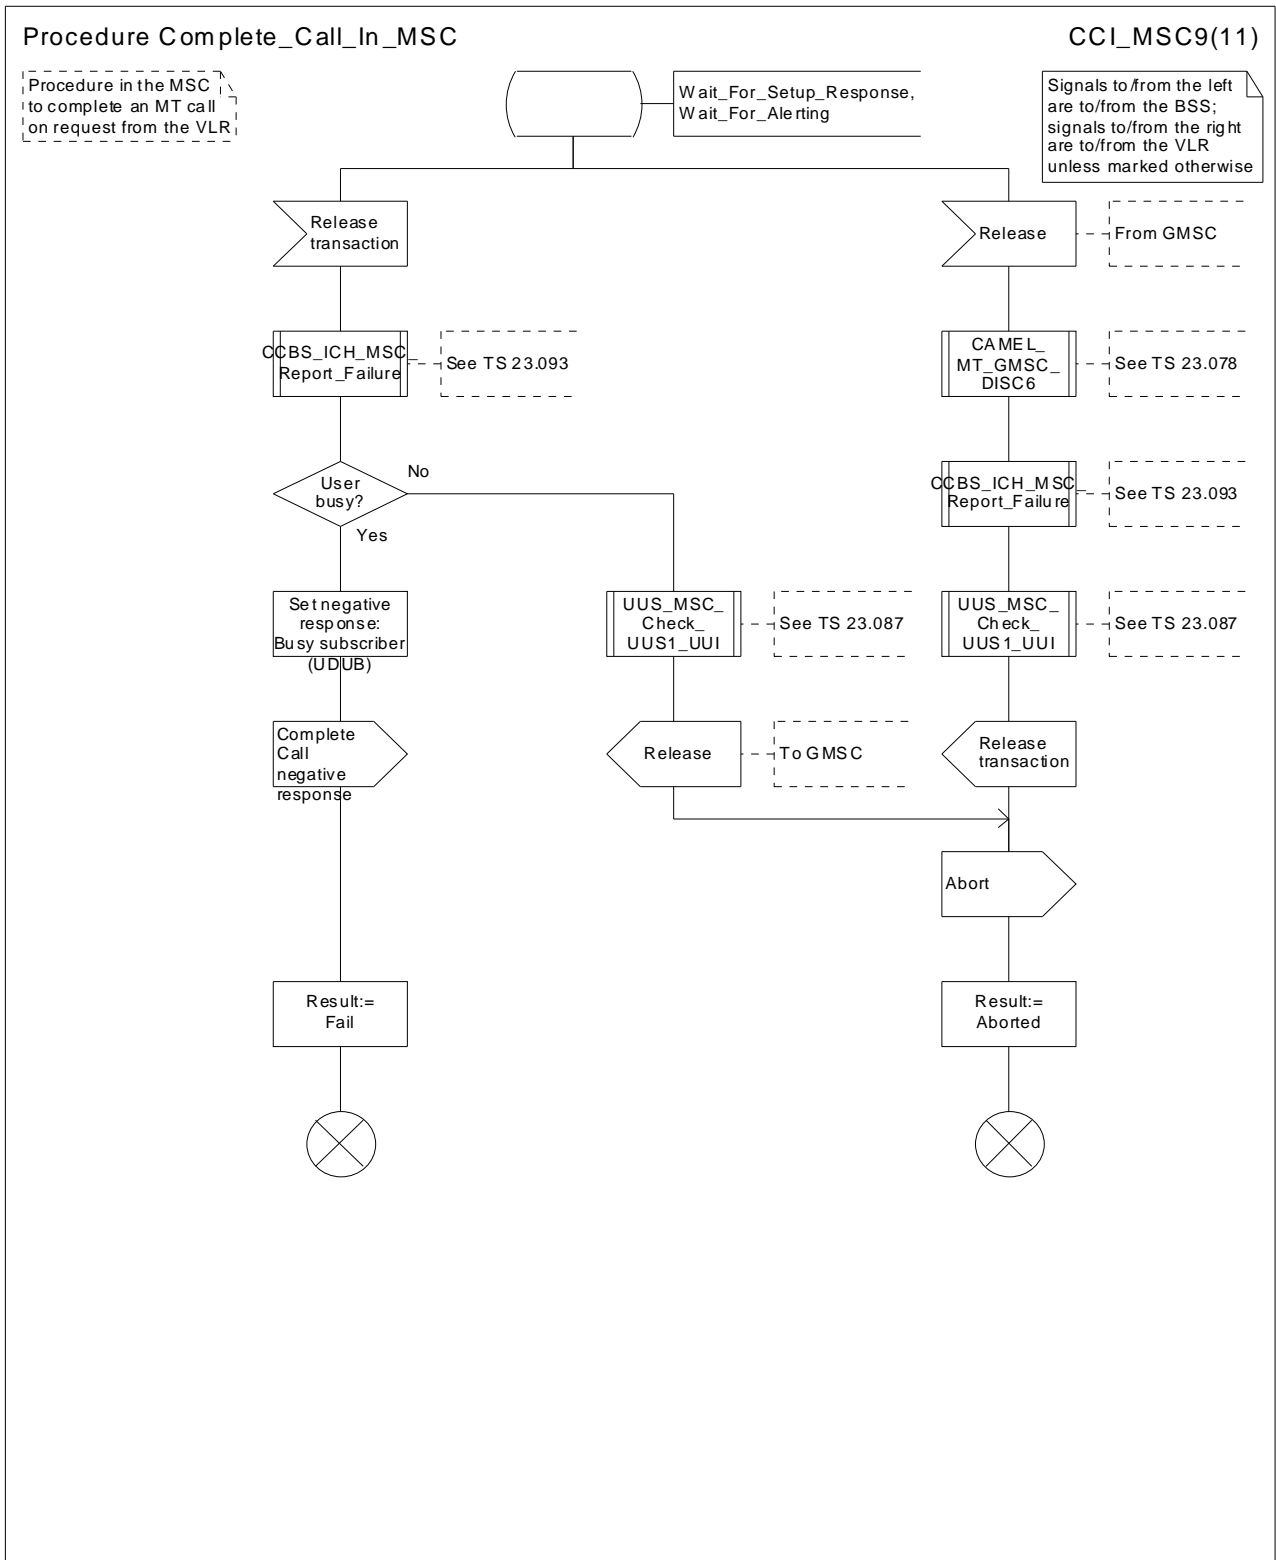 Procedure Complete_Call_In_MSC
CCI_MSC9(11)
Procedure in the MSC
to complete an MT call
on request from the VLR
Wait_For_Setup_Response,
Wait_For_Alerting
Signals to/from the left
are to/from the BSS;
signals to/from the right
are to/from the VLR
unless marked otherwise
Release
transaction
Release
From GMSC
CCBS_ICH_MSC_
Report_Failure
See TS 23.093
CAMEL_
MT_GMSC_
DISC6
See TS 23.078
User
busy?
No
Yes
CCBS_ICH_MSC_
Report_Failure
See TS 23.093
Set negative
response:
Busy subscriber
(UDUB)
UUS_MSC_
Check_
UUS1_UUI
See TS 23.087
UUS_MSC_
Check_
UUS1_UUI
See TS 23.087
Complete
Call
negative
response
Release
To GMSC
Release
transaction
Abort
Result:=
Fail
Result:=
Aborted